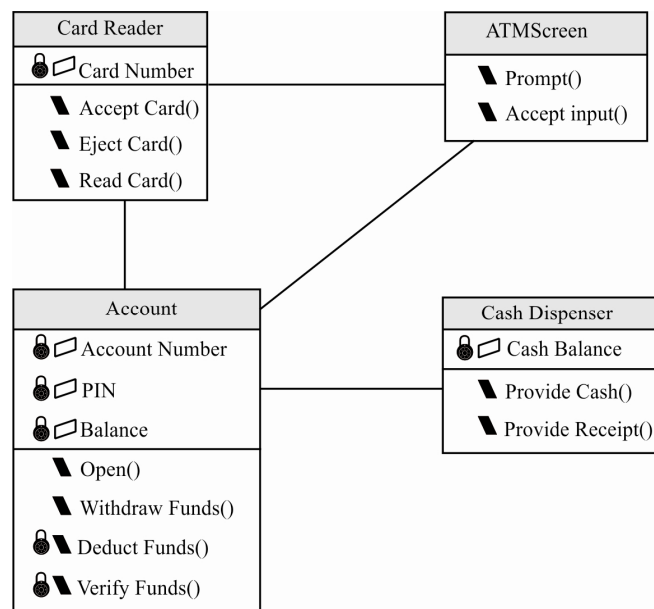 Card Reader
Card Number
Accept Card()
Eject Card()
Read Card()
ATMScreen
Prompt()
Accept input()
Account
Account Number
PIN
Balance
Open()
Withdraw Funds()
Deduct Funds()
Verify Funds()
Cash Dispenser
Cash Balance
Provide Cash()
Provide Receipt()